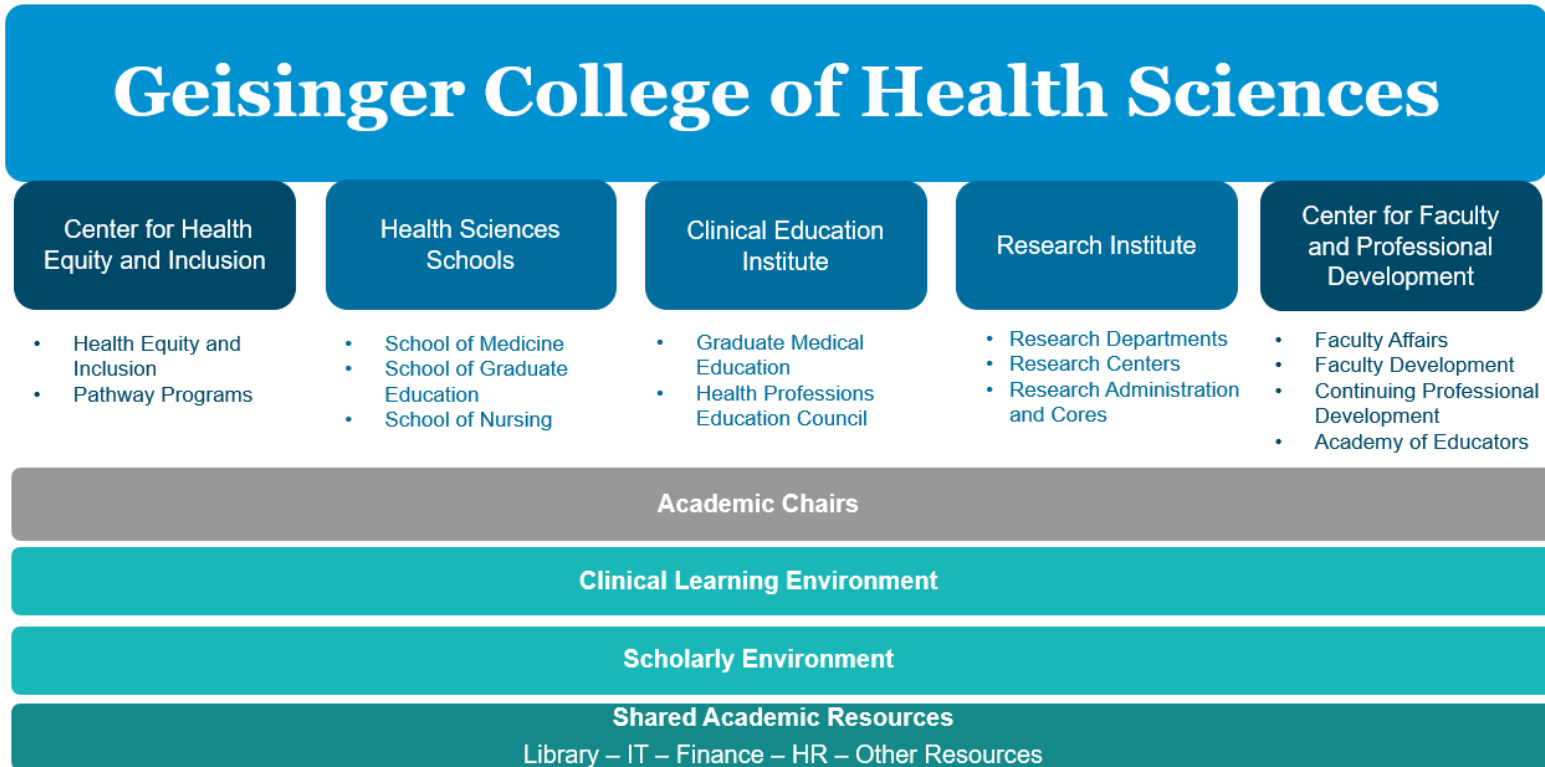 Geisinger College of Health Sciences
Center for Health
Equity and Inclusion
• Health Equity and
Inclusion
• Pathway Programs
Health Sciences
Schools
• School of Medicine
• School of Graduate
Education
• School of Nursing
Clinical Education
Institute
• Graduate Medical
Education
• Health Professions
Education Council
Research Institute
• Research Departments
• Research Centers
• Research Administration
and Cores
Center for Faculty
and Professional
Development
• Faculty Affairs
• Faculty Development
• Continuing Professional
Development
• Academy of Educators
Academic Chairs
Clinical Learning Environment
Scholarly Environment
Shared Academic Resources
Library – IT – Finance – HR – Other Resources